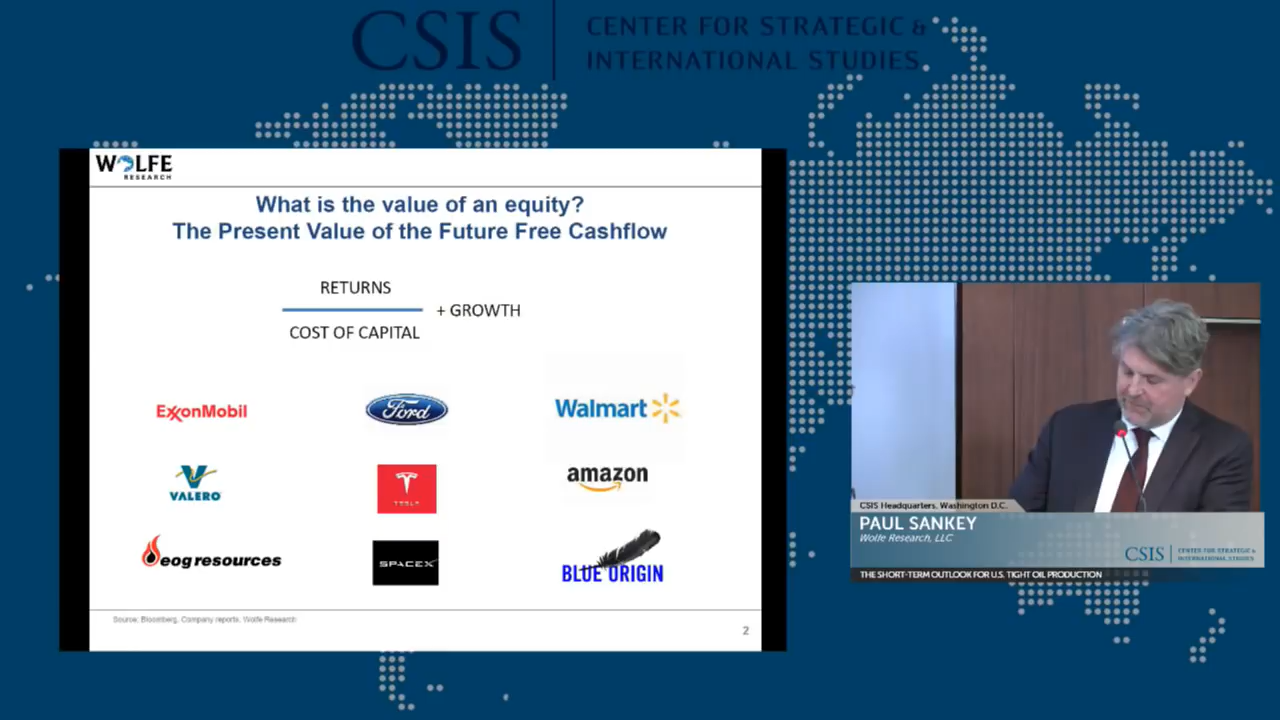 CSIS
CENTER FOR STRATEGIC &
INTERNATIONAL STUDIES
WOLFE
RESEARCH
What is the value of an equity?
The Present Value of the Future Free Cashflow
RETURNS
+ GROWTH
COST OF CAPITAL
ExxonMobil
Ford
Walmart
VALERO
TESLA
amazon
eog resources
SPACEX
BLUE ORIGIN
Source: Bloomberg, Company reports, Wolfe Research
2
CSIS Headquarters, Washington D.C.
PAUL SANKEY
Wolfe Research, LLC
CSIS
CENTER FOR STRATEGIC &
INTERNATIONAL STUDIES
THE SHORT-TERM OUTLOOK FOR U.S. TIGHT OIL PRODUCTION